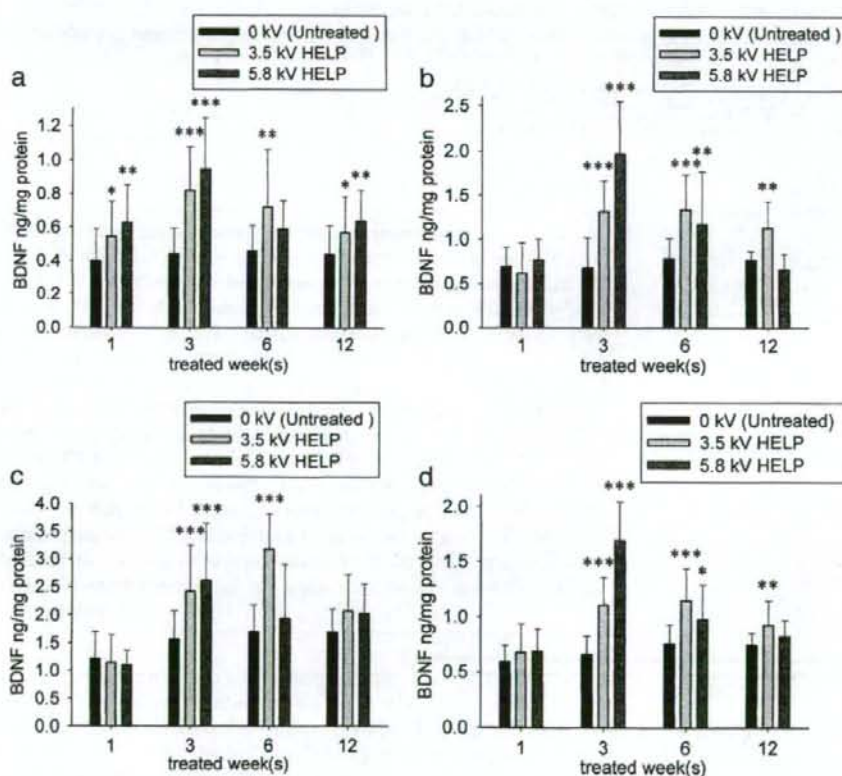 0 kV (Untreated )
3.5 kV HELP
5.8 kV HELP
a
BDNF ng/mg protein
1.2
1.0
0.8
0.6
0.4
0.2
0.0
* ** *** *** ** * **
1 3 6 12
treated week(s)
0 kV (Untreated)
3.5 kV HELP
5.8 kV HELP
b
BDNF ng/mg protein
2.5
2.0
1.5
1.0
0.5
0.0
*** *** *** ** **
1 3 6 12
treated week(s)
0 kV (Untreated )
3.5 kV HELP
5.8 kV HELP
c
BDNF ng/mg protein
4.0
3.5
3.0
2.5
2.0
1.5
1.0
0.5
0.0
*** *** ***
1 3 6 12
treated week(s)
0 kV (Untreated)
3.5 kV HELP
5.8 kV HELP
d
BDNF ng/mg protein
2.0
1.5
1.0
0.5
0.0
*** *** *** * **
1 3 6 12
treated week(s)